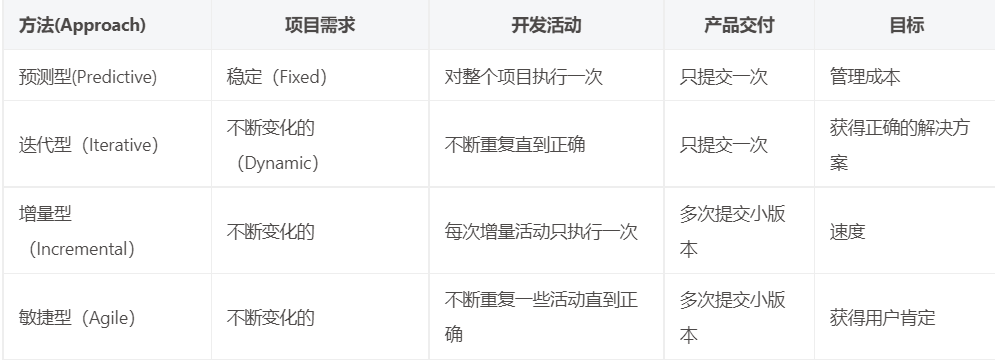 方法(Approach) 项目需求 开发活动 产品交付 目标
预测型(Predictive) 稳定（Fixed） 对整个项目执行一次 只提交一次 管理成本
迭代型（Iterative） 不断变化的
（Dynamic） 不断重复直到正确 只提交一次 获得正确的解决方
案
增量型
（Incremental） 不断变化的 每次增量活动只执行一次 多次提交小版
本 速度
敏捷型（Agile） 不断变化的 不断重复一些活动直到正
确 多次提交小版
本 获得用户肯定